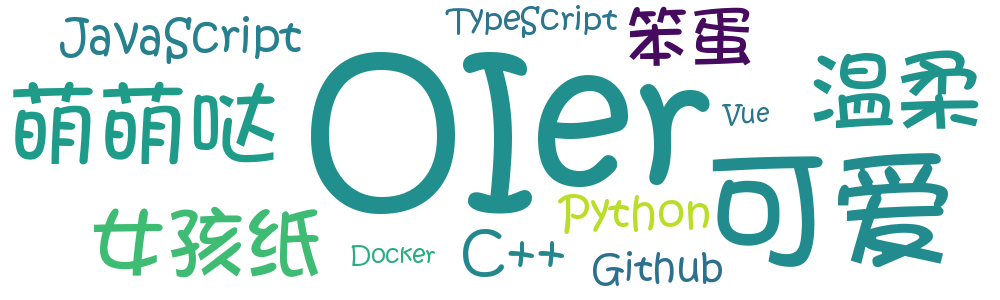 JavaScript
TypeScript
笨蛋
OIer
温柔
萌萌哒
Vue
可爱
Python
女孩纸
C++
Docker
Github